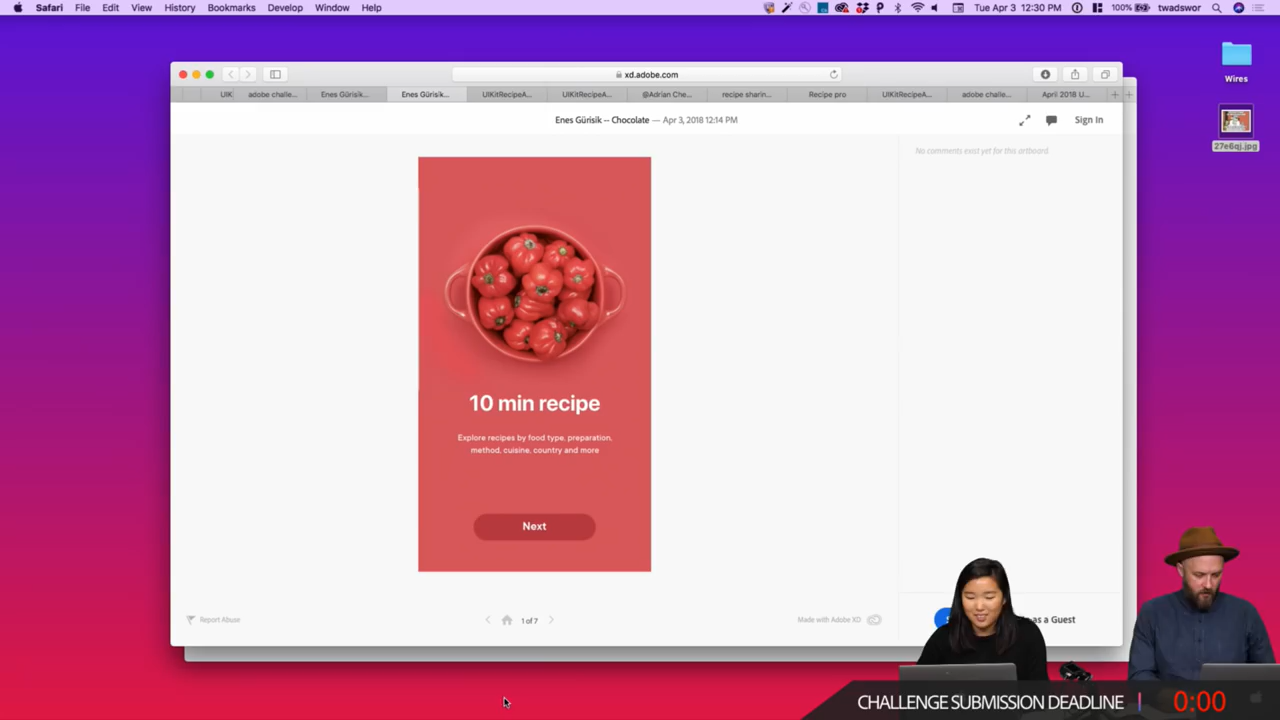 Safari File Edit View History Bookmarks Develop Window Help
100% Tue Apr 3 12:30 PM twadswor
Wires
27e6qj.jpg
xd.adobe.com
UIK adobe challe... Enes Gürisik... Enes Gürisik... UIKitRecipeA... UIKitRecipeA... @Adrian Che... recipe sharin... Recipe pro UIKitRecipeA... adobe challe... April 2018 U...
Enes Gürisik -- Chocolate — Apr 3, 2018 12:14 PM
Sign In
No comments exist yet for this artboard.
10 min recipe
Explore recipes by food type, preparation,
method, cuisine, country and more
Next
Report Abuse
1 of 7
Made with Adobe XD
as a Guest
CHALLENGE SUBMISSION DEADLINE | 0:00